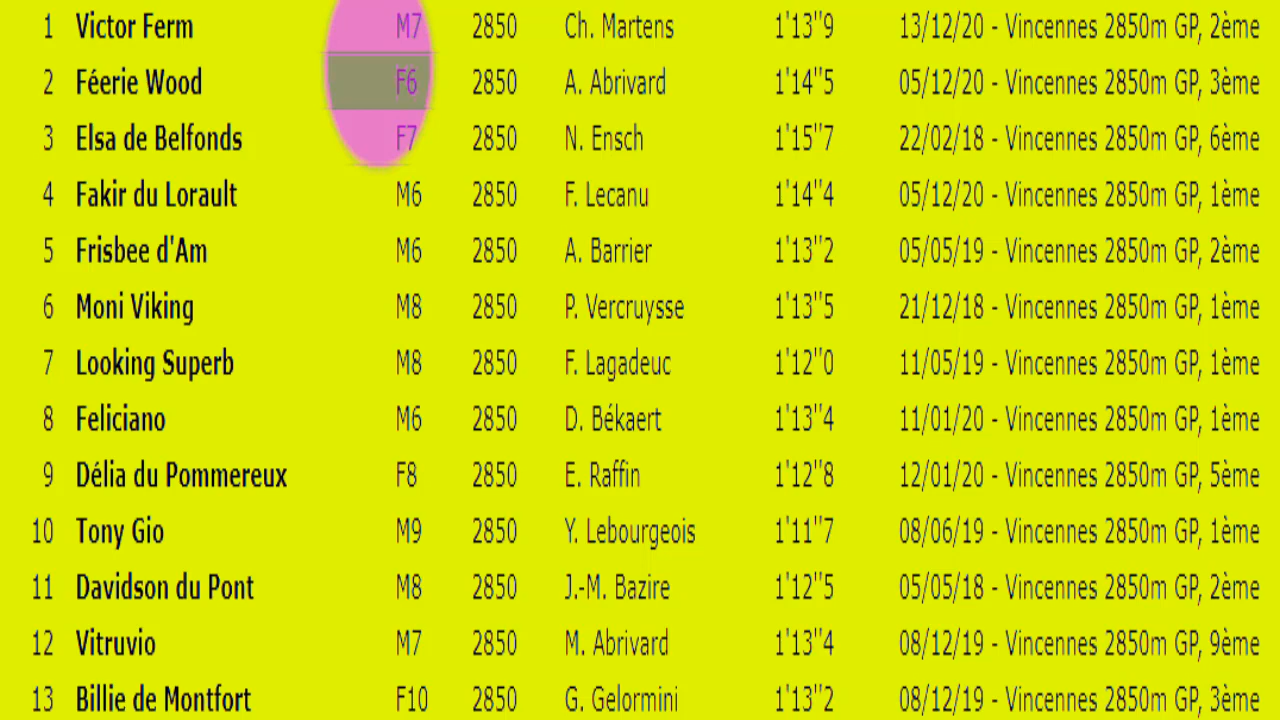 1 Victor Ferm M7 2850 Ch. Martens 1'13"9 13/12/20 - Vincennes 2850m GP, 2ème
2 Féerie Wood F6 2850 A. Abrivard 1'14"5 05/12/20 - Vincennes 2850m GP, 3ème
3 Elsa de Belfonds F7 2850 N. Ensch 1'15"7 22/02/18 - Vincennes 2850m GP, 6ème
4 Fakir du Lorault M6 2850 F. Lecanu 1'14"4 05/12/20 - Vincennes 2850m GP, 1ème
5 Frisbee d'Am M6 2850 A. Barrier 1'13"2 05/05/19 - Vincennes 2850m GP, 2ème
6 Moni Viking M8 2850 P. Vercruysse 1'13"5 21/12/18 - Vincennes 2850m GP, 1ème
7 Looking Superb M8 2850 F. Lagadeuc 1'12"0 11/05/19 - Vincennes 2850m GP, 1ème
8 Feliciano M6 2850 D. Békaert 1'13"4 11/01/20 - Vincennes 2850m GP, 1ème
9 Délia du Pommereux F8 2850 E. Raffin 1'12"8 12/01/20 - Vincennes 2850m GP, 5ème
10 Tony Gio M9 2850 Y. Lebourgeois 1'11"7 08/06/19 - Vincennes 2850m GP, 1ème
11 Davidson du Pont M8 2850 J.-M. Bazire 1'12"5 05/05/18 - Vincennes 2850m GP, 2ème
12 Vitruvio M7 2850 M. Abrivard 1'13"4 08/12/19 - Vincennes 2850m GP, 9ème
13 Billie de Montfort F10 2850 G. Gelormini 1'13"2 08/12/19 - Vincennes 2850m GP, 3ème